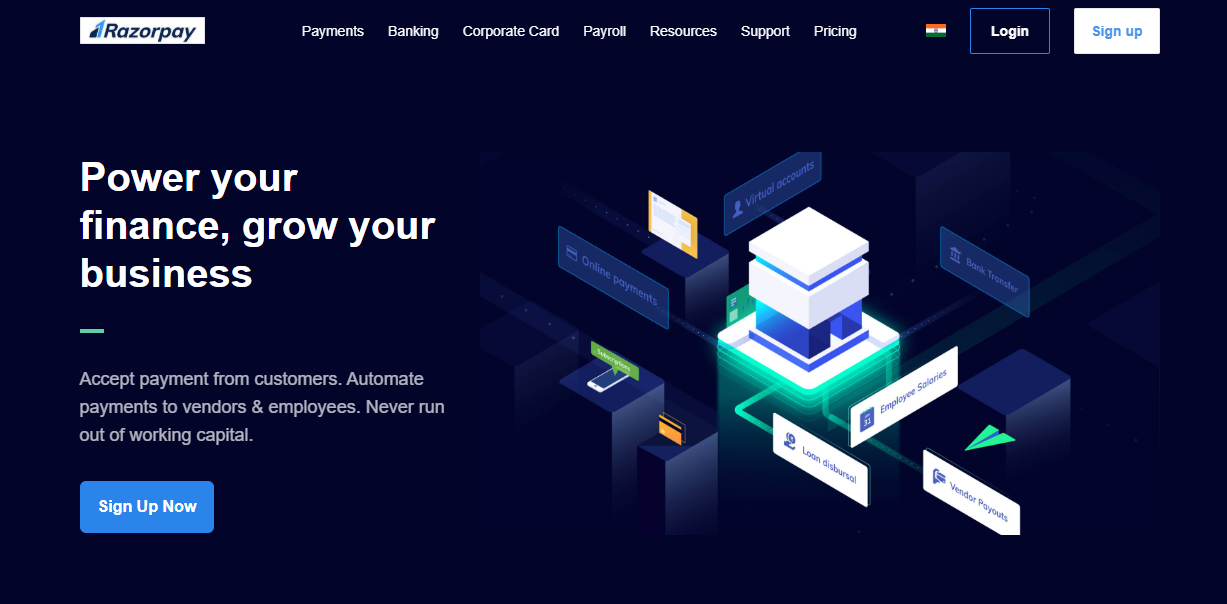 Razorpay
Payments
Banking
Corporate Card
Payroll
Resources
Support
Pricing
Login
Sign up
Power your
finance, grow your
business
Accept payment from customers. Automate
payments to vendors & employees. Never run
out of working capital.
Sign Up Now
Virtual accounts
Online payments
Bank Transfer
Subscriptions
Employee Salaries
31
Loan disbursal
Vendor Payouts